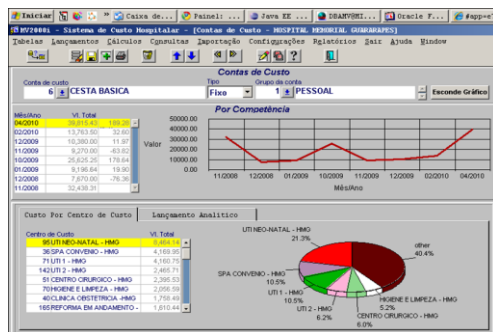 Iniciar
Caixa de...
Painel: ...
Java EE ...
DBAMV@MI...
Oracle F...
#app=e
MV2000i - Sistema de Custo Hospitalar - [Contas de Custo - HOSPITAL MEMORIAL GUARARAPES]
Tabelas Lançamentos Cálculos Consultas Importação Configurações Relatórios Sair Ajuda Window
Contas de Custo
Conta de custo Tipo Grupo da conta
6 CESTA BASICA Fixo 1 PESSOAL Esconde Gráfico
Por Competência
Mês/Ano Vl. Total
04/2010 39,815.43 189.28
02/2010 13,763.50 32.60
12/2009 10,380.00 11.97
11/2009 9,270.00 -63.82
10/2009 25,625.25 178.64
01/2009 9,196.64 19.90
12/2008 7,670.00 -76.36
11/2008 32,439.31
Valor
50000.00
40000.00
30000.00
20000.00
10000.00
0.00
11/2008 12/2008 01/2009 10/2009 11/2009 12/2009 02/2010 04/2010
Mês/Ano
Custo Por Centro de Custo Lançamento Analítico
Centro de Custo Vl. Total
95 UTI NEO-NATAL - HMG 8,464.14
36 SPA CONVENIO - HMG 4,169.95
71 UTI 1 - HMG 4,160.75
142 UTI 2 - HMG 2,465.71
51 CENTRO CIRURGICO - HMG 2,395.53
70 HIGIENE E LIMPEZA - HMG 2,056.59
40 CLINICA OBSTETRICIA -HMG 1,756.49
165 REFORMA EM ANDAMENTO - 1,610.44
UTI NEO-NATAL - HMG
21.3%
other
40.4%
SPA CONVENIO - HMG
10.5%
UTI 1 - HMG
10.5%
UTI 2 - HMG
6.2%
CENTRO CIRURGICO - HMG
6.0%
HIGIENE E LIMPEZA - HMG
5.2%